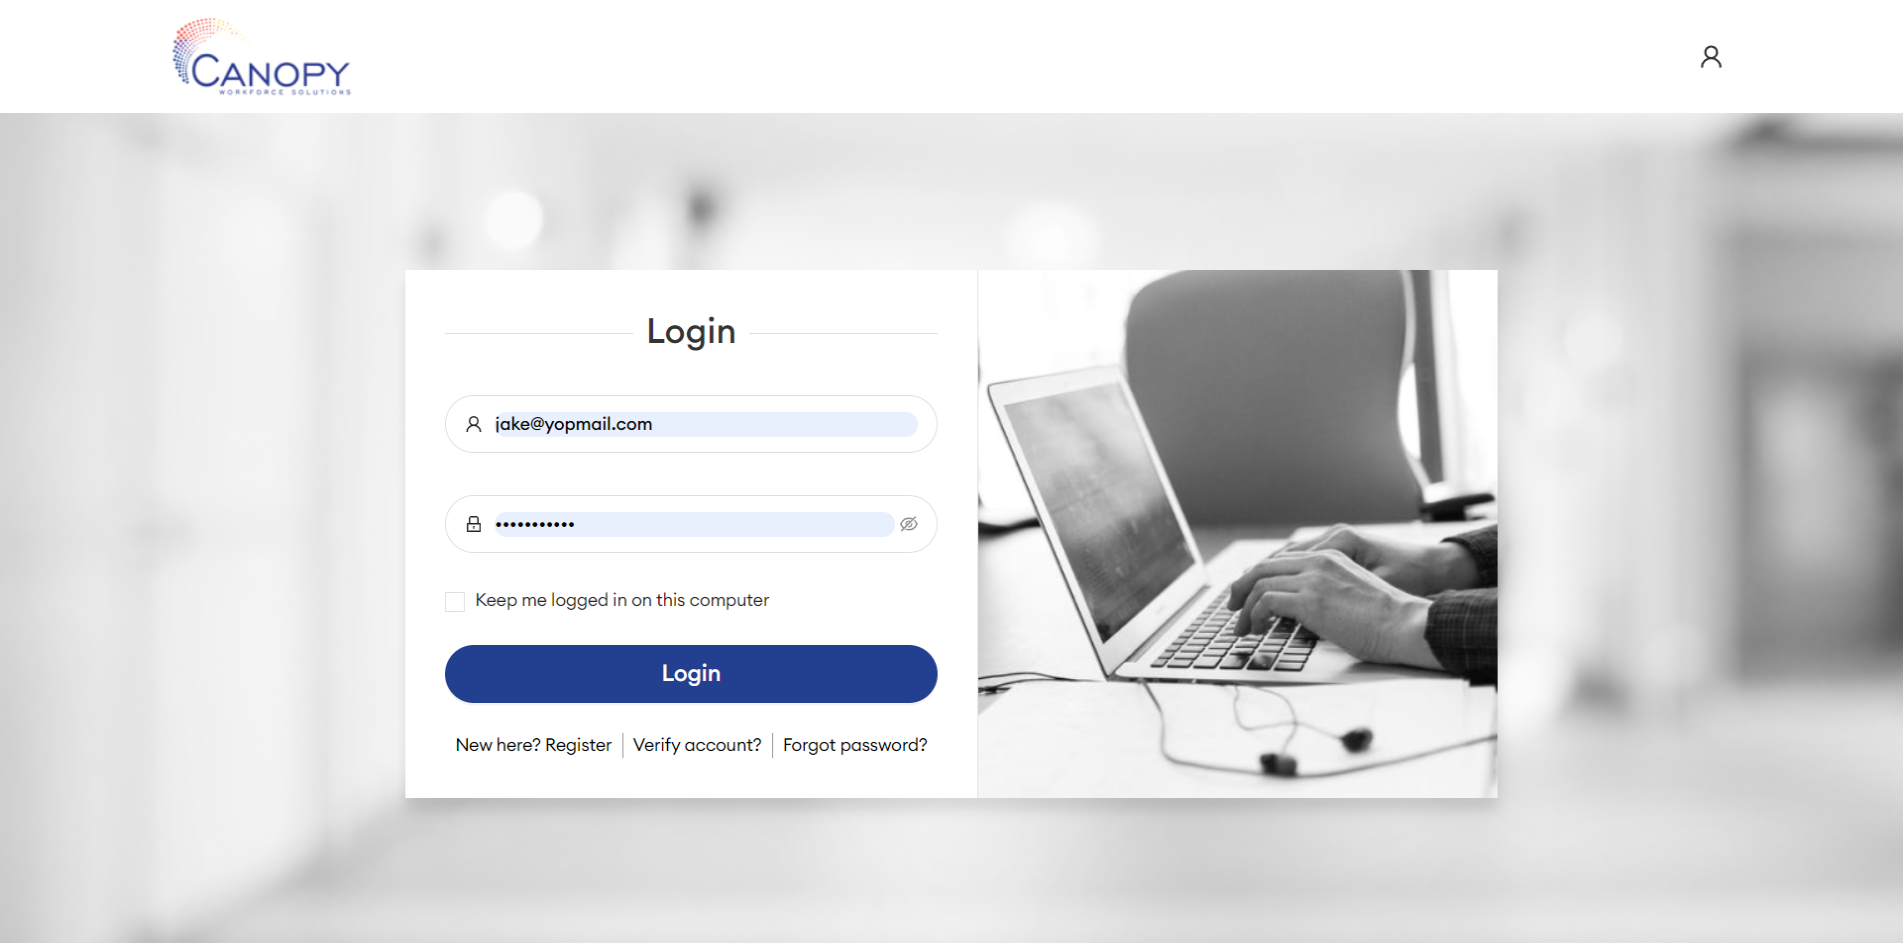 CANOPY
WORKFORCE SOLUTIONS
Login
jake@yopmail.com
•••••••••••
Keep me logged in on this computer
Login
New here? Register
Verify account?
Forgot password?